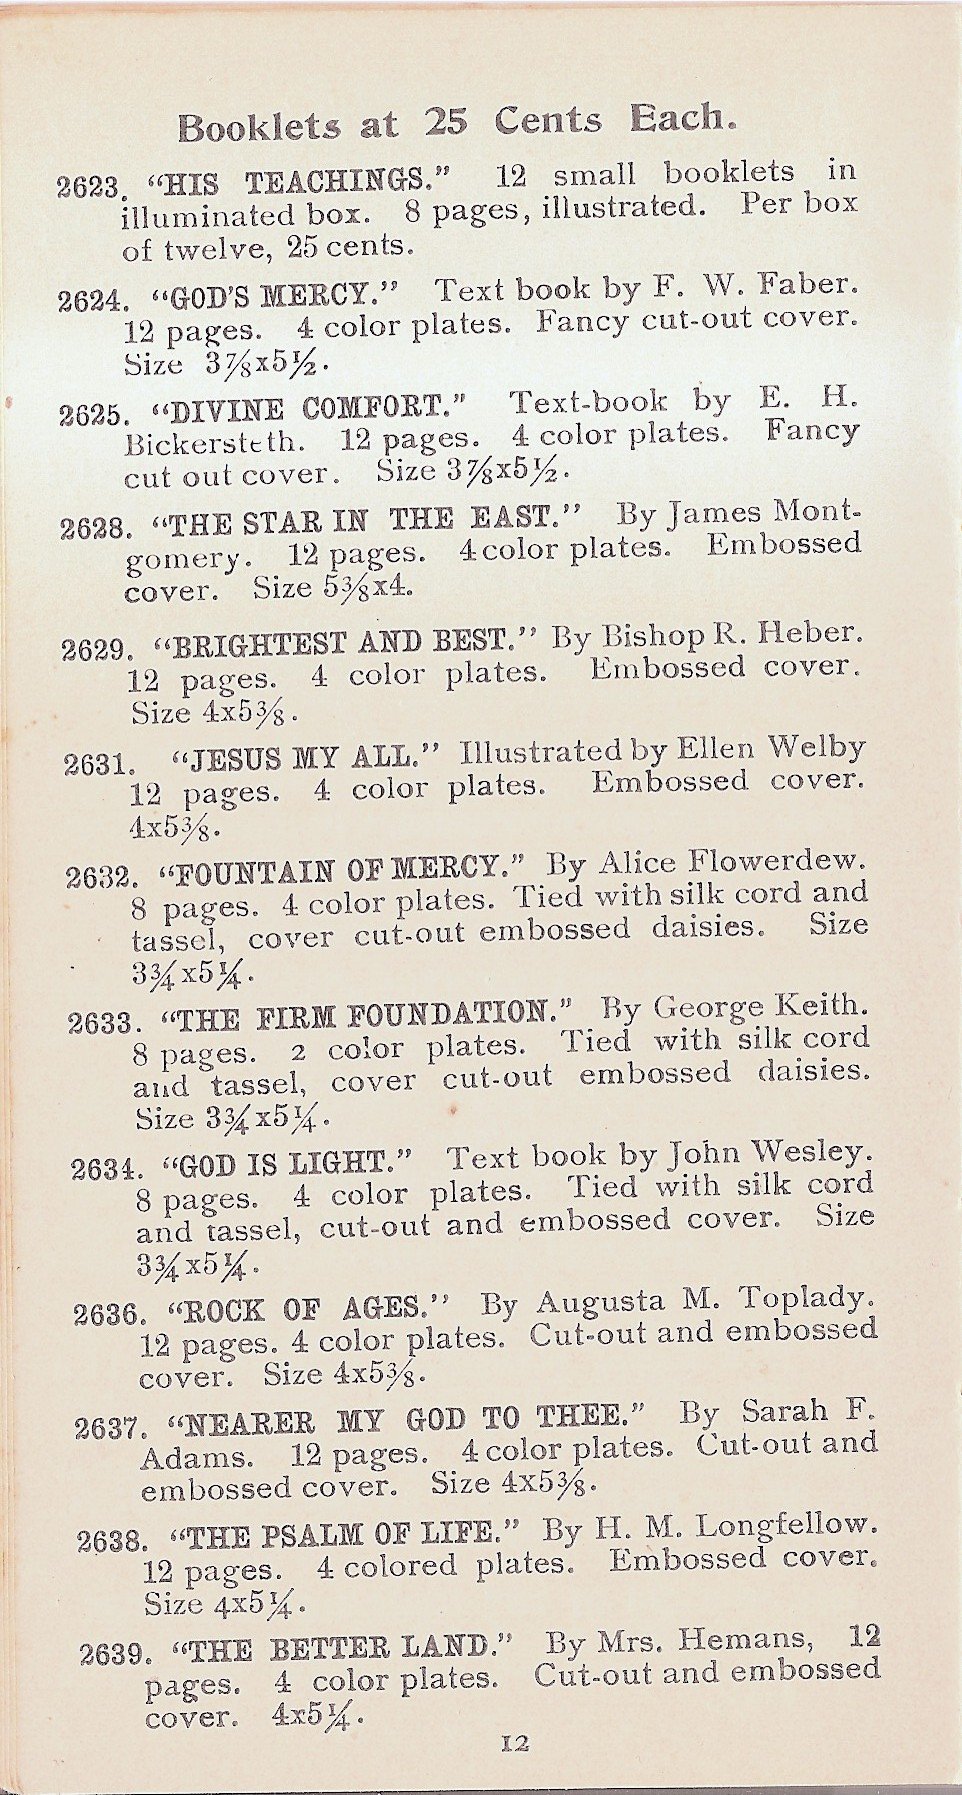 Booklets at 25 Cents Each.
2623. “HIS TEACHINGS.” 12 small booklets in
illuminated box. 8 pages, illustrated. Per box
of twelve, 25 cents.
2624. “GOD'S MERCY.” Text book by F. W. Faber.
12 pages. 4 color plates. Fancy cut-out cover.
Size 3⅞x5½.
2625. “DIVINE COMFORT.” Text-book by E. H.
Bickersteth. 12 pages. 4 color plates. Fancy
cut out cover. Size 3⅞x5½.
2628. “THE STAR IN THE EAST.” By James Mont-
gomery. 12 pages. 4 color plates. Embossed
cover. Size 5⅜x4.
2629. “BRIGHTEST AND BEST.” By Bishop R. Heber.
12 pages. 4 color plates. Embossed cover.
Size 4x5⅜.
2631. “JESUS MY ALL.” Illustrated by Ellen Welby
12 pages. 4 color plates. Embossed cover.
4x5⅜.
2632. “FOUNTAIN OF MERCY.” By Alice Flowerdew.
8 pages. 4 color plates. Tied with silk cord and
tassel, cover cut-out embossed daisies. Size
3¾x5¼.
2633. “THE FIRM FOUNDATION.” By George Keith.
8 pages. 2 color plates. Tied with silk cord
and tassel, cover cut-out embossed daisies.
Size 3¾x5¼.
2634. “GOD IS LIGHT.” Text book by John Wesley.
8 pages. 4 color plates. Tied with silk cord
and tassel, cut-out and embossed cover. Size
3¾x5¼.
2636. “ROCK OF AGES.” By Augusta M. Toplady.
12 pages. 4 color plates. Cut-out and embossed
cover. Size 4x5⅜.
2637. “NEARER MY GOD TO THEE.” By Sarah F.
Adams. 12 pages. 4 color plates. Cut-out and
embossed cover. Size 4x5⅜.
2638. “THE PSALM OF LIFE.” By H. M. Longfellow.
12 pages. 4 colored plates. Embossed cover.
Size 4x5¼.
2639. “THE BETTER LAND.” By Mrs. Hemans, 12
pages. 4 color plates. Cut-out and embossed
cover. 4x5¼.
12